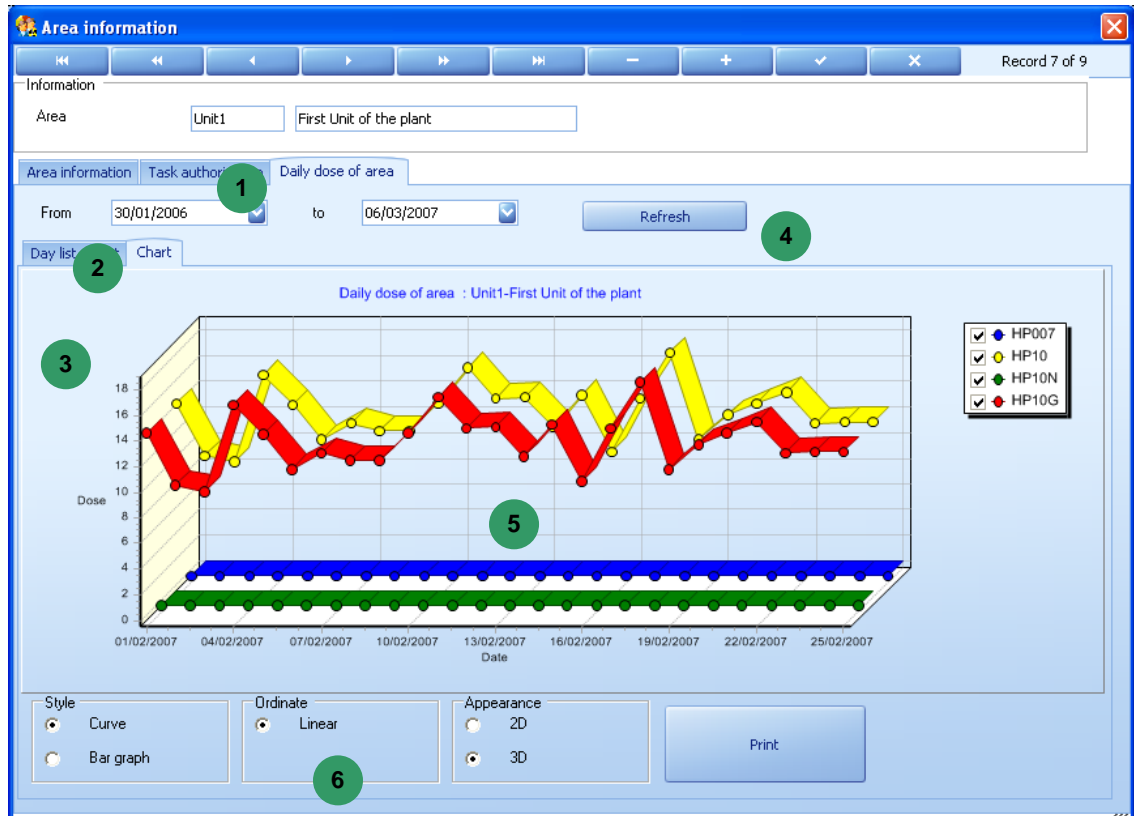 Area information
Record 7 of 9
Information
Area Unit1 First Unit of the plant
Area information Task authori Daily dose of area
1
From 30/01/2006 to 06/03/2007 Refresh
4
Day list Chart
2
Daily dose of area : Unit1-First Unit of the plant
3
HP007
HP10
HP10N
HP10G
18
16
14
12
10
Dose
8
6
4
2
0
5
01/02/2007 04/02/2007 07/02/2007 10/02/2007 13/02/2007 16/02/2007 19/02/2007 22/02/2007 25/02/2007
Date
Style Ordinate Appearance
Curve Linear 2D
Print
Bar graph 3D
6